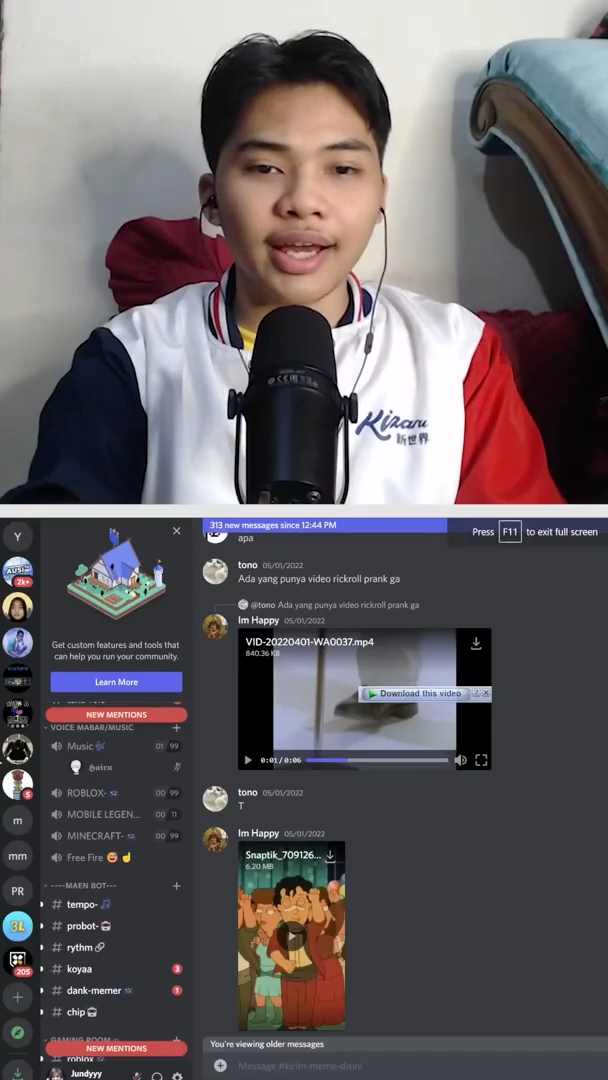 Kizaru
新世界
313 new messages since 12:44 PM
Press F11 to exit full screen
apa
tono 05/01/2022
Ada yang punya video rickroll prank ga
@tono Ada yang punya video rickroll prank ga
Im Happy 05/01/2022
VID-20220401-WA0037.mp4
840.36 KB
Download this video ? X
0:01 / 0:06
tono 05/01/2022
T
Im Happy 05/01/2022
Snaptik_709126...
6.20 MB
You're viewing older messages
Message #kirim-meme-disini
Y
2k+
5
m
mm
PR
3L
205
Get custom features and tools that
can help you run your community.
Learn More
NEW MENTIONS
VOICE MABAR/MUSIC
Music 01 99
ROBLOX- 00 99
MOBILE LEGEN... 00 11
MINECRAFT- 00 99
Free Fire
----MAEN BOT---
# tempo-
# probot-
# rythm
# koyaa 3
# dank-memer 1
# chip
NEW MENTIONS
Jundyyy